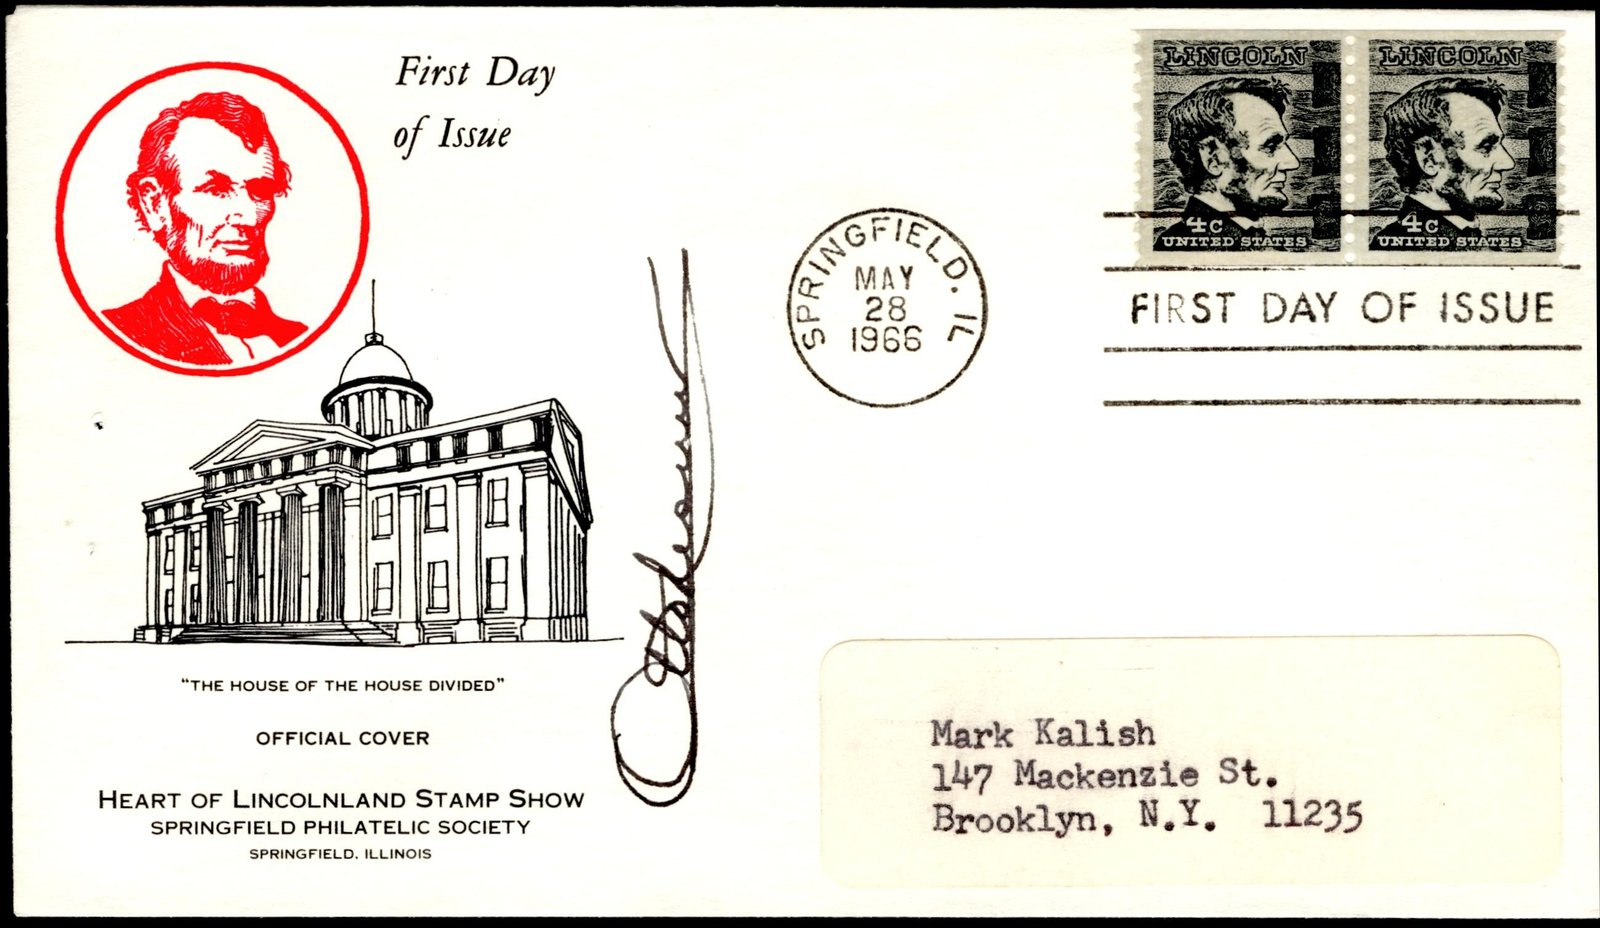 First Day
of Issue
"THE HOUSE OF THE HOUSE DIVIDED"
OFFICIAL COVER
HEART OF LINCOLNLAND STAMP SHOW
SPRINGFIELD PHILATELIC SOCIETY
SPRINGFIELD, ILLINOIS
SPRINGFIELD, IL
MAY
28
1966
LINCOLN
4c
UNITED STATES
LINCOLN
4c
UNITED STATES
FIRST DAY OF ISSUE
Mark Kalish
147 Mackenzie St.
Brooklyn, N.Y. 11235